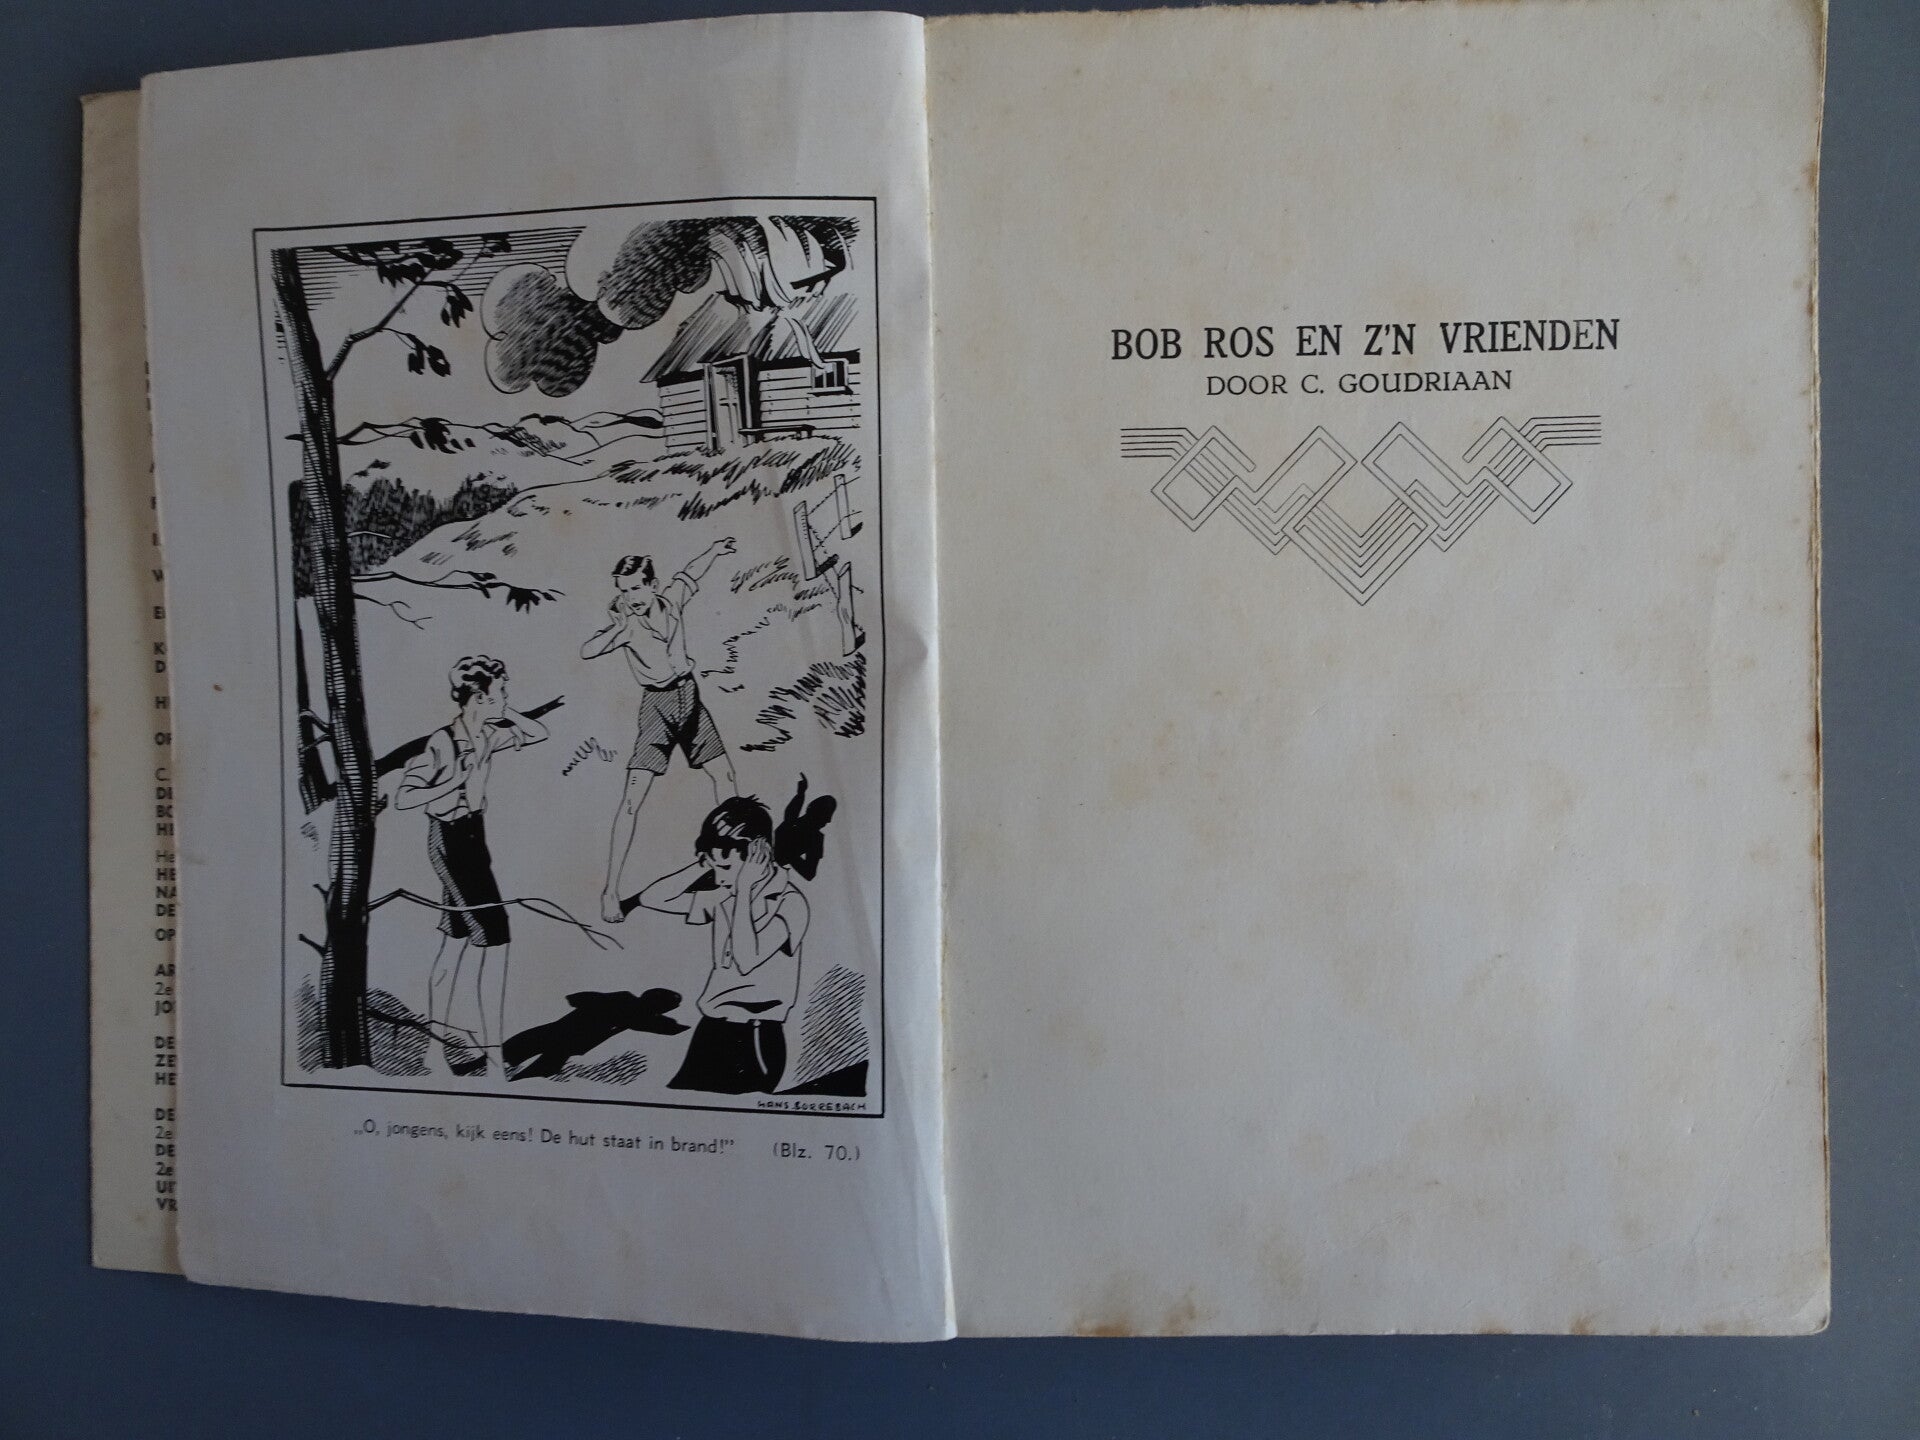 HANS BORREBACH
„O, jongens, kijk eens! De hut staat in brand!” (Blz. 70.)
BOB ROS EN Z'N VRIENDEN
DOOR C. GOUDRIAAN